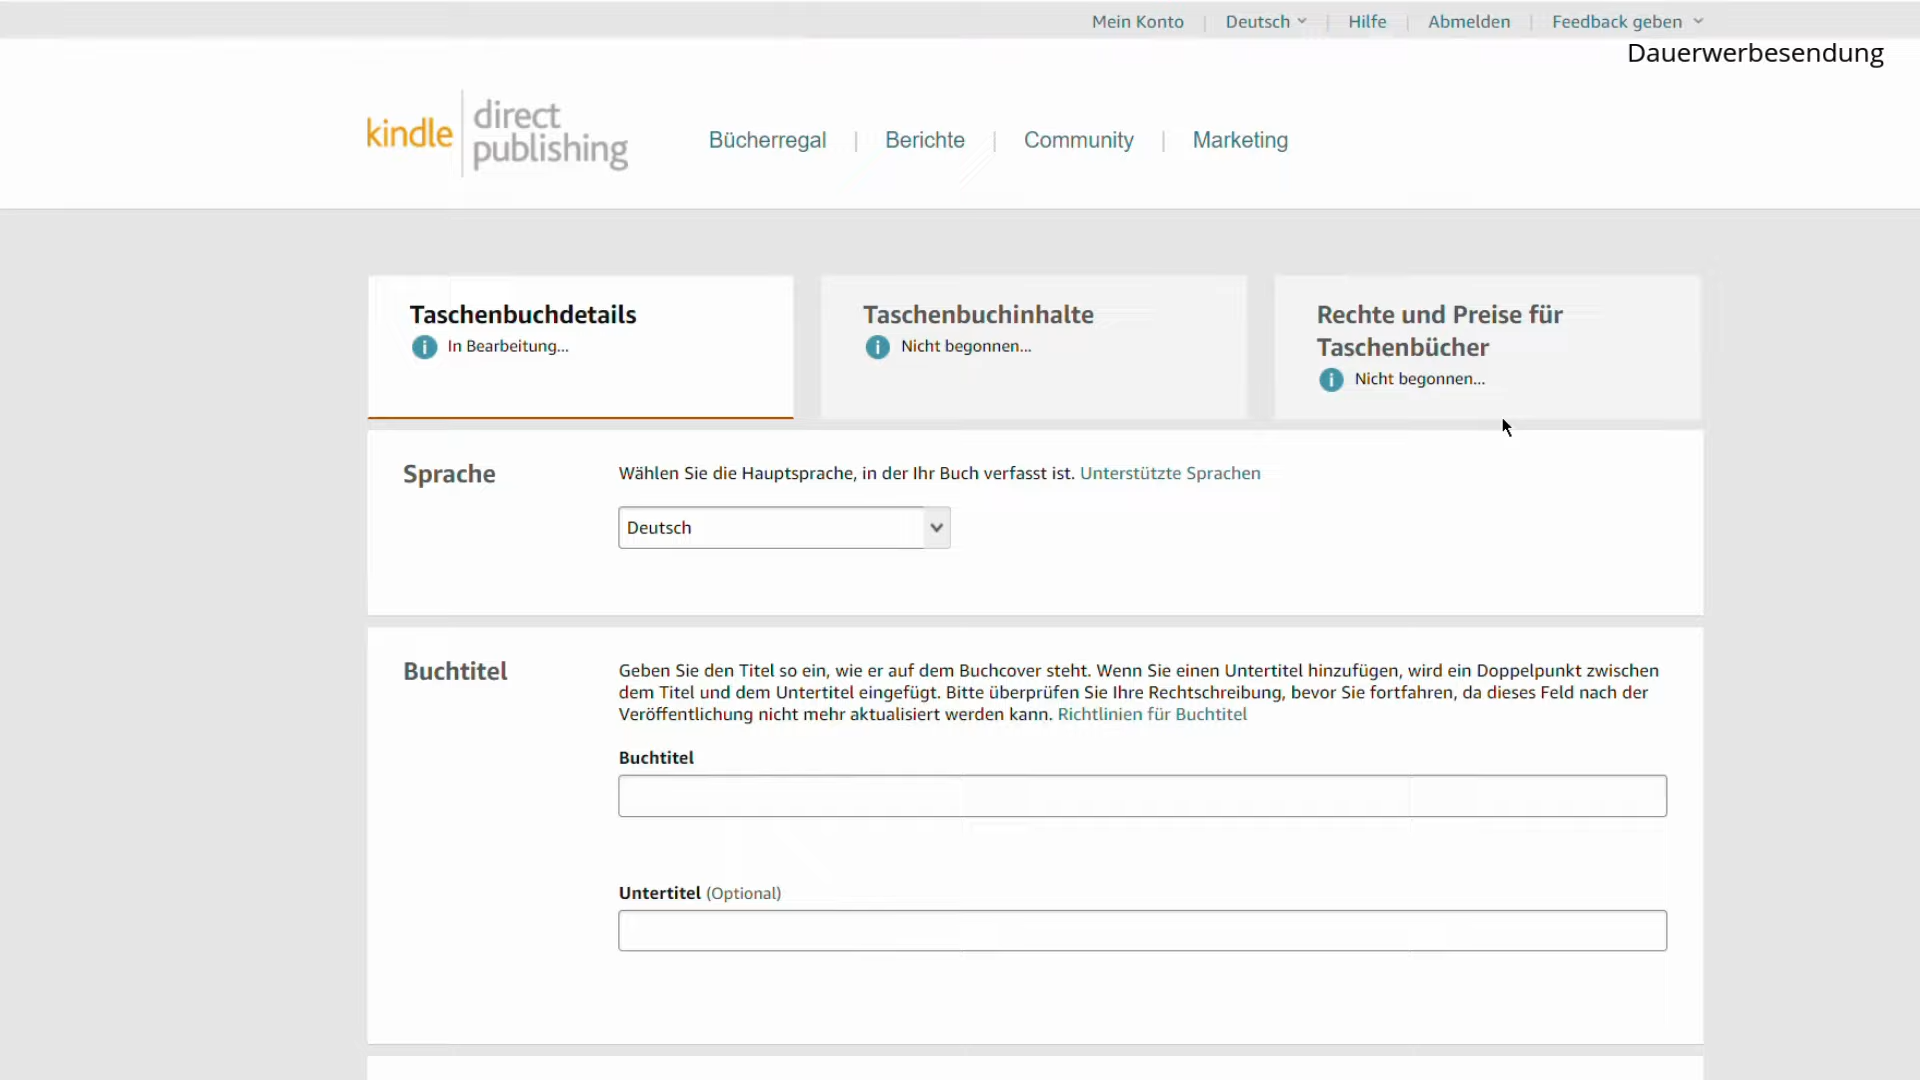 Mein Konto | Deutsch | Hilfe | Abmelden | Feedback geben
Dauerwerbesendung
kindle direct publishing
Bücherregal | Berichte | Community | Marketing
Taschenbuchdetails
In Bearbeitung...
Taschenbuchinhalte
Nicht begonnen...
Rechte und Preise für
Taschenbücher
Nicht begonnen...
Sprache
Wählen Sie die Hauptsprache, in der Ihr Buch verfasst ist. Unterstützte Sprachen
Deutsch
Buchtitel
Geben Sie den Titel so ein, wie er auf dem Buchcover steht. Wenn Sie einen Untertitel hinzufügen, wird ein Doppelpunkt zwischen
dem Titel und dem Untertitel eingefügt. Bitte überprüfen Sie Ihre Rechtschreibung, bevor Sie fortfahren, da dieses Feld nach der
Veröffentlichung nicht mehr aktualisiert werden kann. Richtlinien für Buchtitel
Buchtitel
Untertitel (Optional)